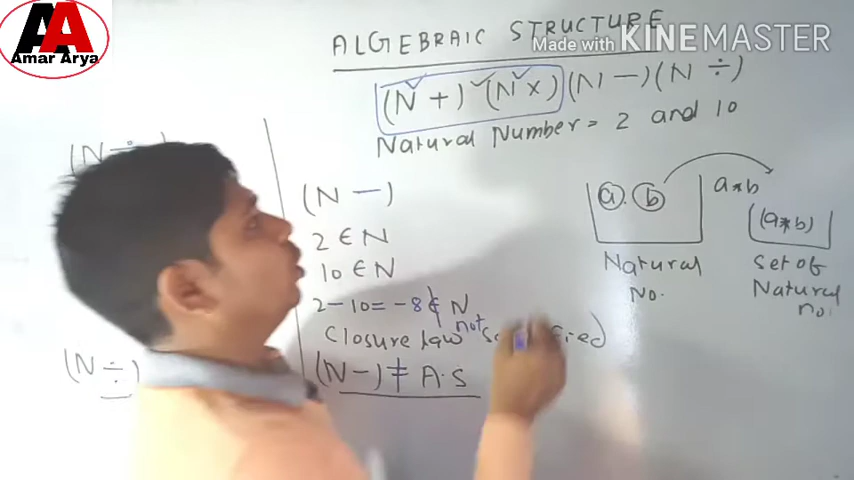 AA
Amar Arya
ALGEBRAIC STRUCTURE
Made with KINEMASTER
(N +) (N x) (N -) (N ÷)
Natural Number = 2 and 10
(N ÷
(N —)
2 ∈ N
10 ∈ N
2-10 = -8 ∉ N
Closure law not
(N -) ≠ A.S
(N ÷)
a. b
a*b
(a*b)
Natural
No.
set of
Natural
no.